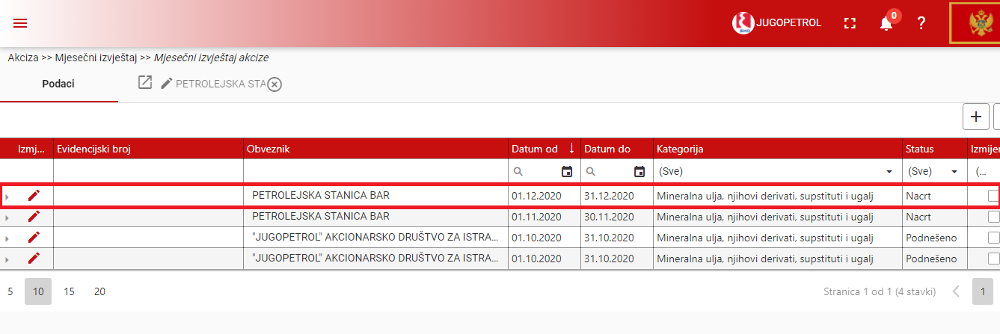 EKO JUGOPETROL 0 ?
Akciza >> Mjesečni izvještaj >> Mjesečni izvještaj akcize
Podaci PETROLEJSKA STA
Izmj... Evidencijski broj Obveznik Datum od Datum do Kategorija Status Izmijen
(Sve) (Sve) (...
PETROLEJSKA STANICA BAR 01.12.2020 31.12.2020 Mineralna ulja, njihovi derivati, supstituti i ugalj Nacrt
PETROLEJSKA STANICA BAR 01.11.2020 30.11.2020 Mineralna ulja, njihovi derivati, supstituti i ugalj Nacrt
"JUGOPETROL" AKCIONARSKO DRUŠTVO ZA ISTRA... 01.10.2020 31.10.2020 Mineralna ulja, njihovi derivati, supstituti i ugalj Podnešeno
"JUGOPETROL" AKCIONARSKO DRUŠTVO ZA ISTRA... 01.10.2020 31.10.2020 Mineralna ulja, njihovi derivati, supstituti i ugalj Podnešeno
5 10 15 20 Stranica 1 od 1 (4 stavki) 1